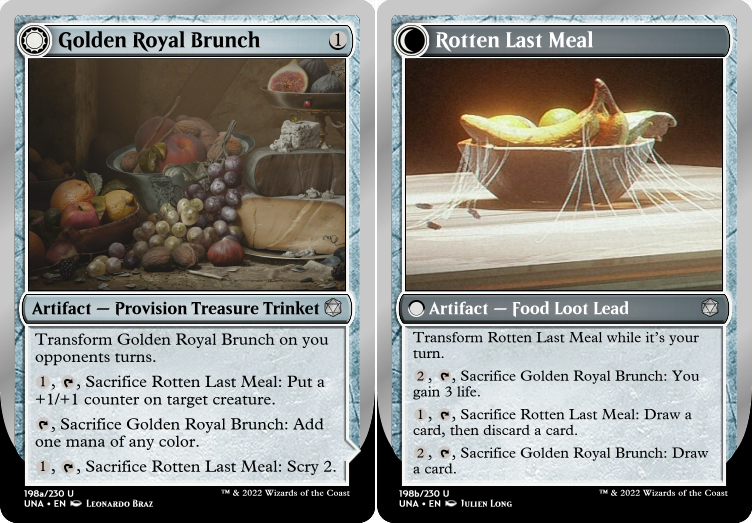 Golden Royal Brunch 1
Artifact — Provision Treasure Trinket
Transform Golden Royal Brunch on you
opponents turns.
1, , Sacrifice Rotten Last Meal: Put a
+1/+1 counter on target creature.
, Sacrifice Golden Royal Brunch: Add
one mana of any color.
1, , Sacrifice Rotten Last Meal: Scry 2.
198a/230 U
UNA • EN Leonardo Braz
™ & 2022 Wizards of the Coast
Rotten Last Meal
Artifact — Food Loot Lead
Transform Rotten Last Meal while it's your
turn.
2, , Sacrifice Golden Royal Brunch: You
gain 3 life.
1, , Sacrifice Rotten Last Meal: Draw a
card, then discard a card.
2, , Sacrifice Golden Royal Brunch: Draw
a card.
198b/230 U
UNA • EN Julien Long
™ & 2022 Wizards of the Coast